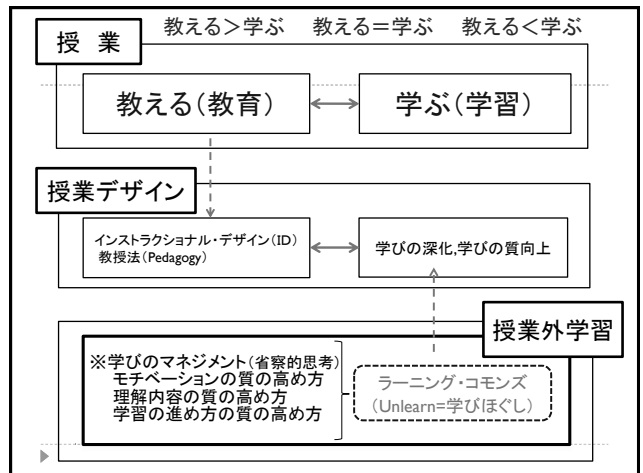 授 業
教える＞学ぶ 教える＝学ぶ 教える＜学ぶ
教える(教育)
学ぶ(学習)
授業デザイン
インストラクショナル・デザイン(ID)
教授法(Pedagogy)
学びの深化,学びの質向上
授業外学習
※学びのマネジメント(省察的思考)
モチベーションの質の高め方
理解内容の質の高め方
学習の進め方の質の高め方
ラーニング・コモンズ
(Unlearn=学びほぐし)